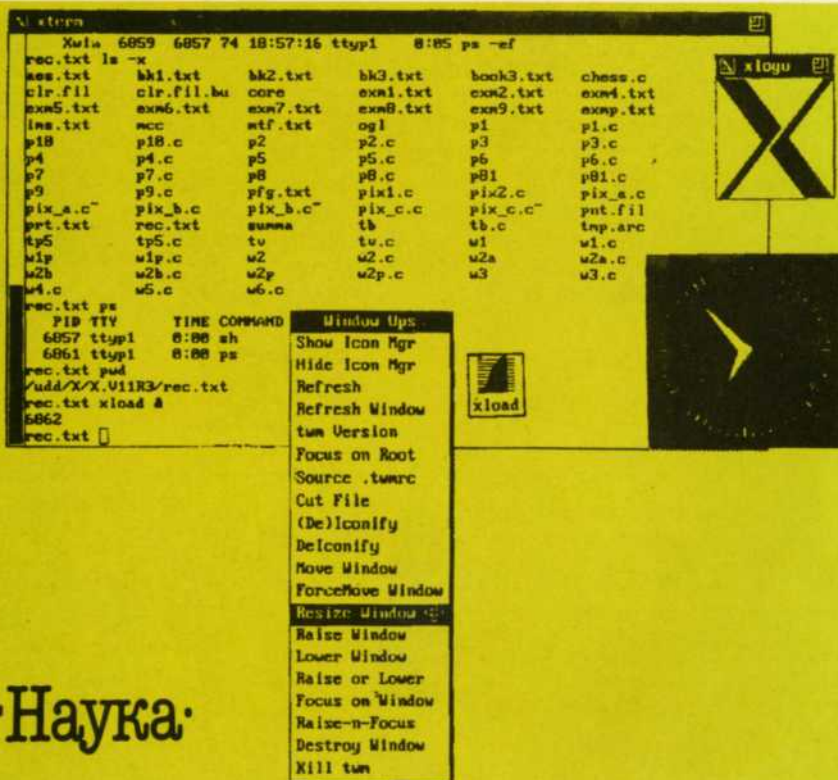 xterm
Xwin 6859 6857 74 18:57:16 ttyp1 0:05 ps -ef
rec.txt ls -x
aes.txt bk1.txt bk2.txt bk3.txt book3.txt chess.c
clr.fil clr.fil.bu core exm1.txt exm2.txt exm4.txt
exm5.txt exm6.txt exm7.txt exm8.txt exm9.txt exmp.txt
ims.txt mcc mtf.txt ogl p1 p1.c
p10 p10.c p2 p2.c p3 p3.c
p4 p4.c p5 p5.c p6 p6.c
p7 p7.c p8 p8.c p81 p81.c
p9 p9.c pfg.txt pix1.c pix2.c pix_a.c
pix_a.c~ pix_b.c pix_b.c~ pix_c.c pix_c.c~ pnt.fil
prt.txt rec.txt summa tb tb.c tmp.arc
tp5 tp5.c tv tv.c w1 w1.c
w1p w1p.c w2 w2.c w2a w2a.c
w2b w2b.c w2p w2p.c w3 w3.c
w4.c w5.c w6.c
rec.txt ps
PID TTY TIME COMMAND
6857 ttyp1 0:00 sh
6861 ttyp1 0:00 ps
rec.txt pwd
/udd/X/X.V11R3/rec.txt
rec.txt xload &
6862
rec.txt
xlogo
xload
Window Ops
Show Icon Mgr
Hide Icon Mgr
Refresh
Refresh Window
twm Version
Focus on Root
Source .twmrc
Cut File
(De)Iconify
DeIconify
Move Window
ForceMove Window
Resize Window
Raise Window
Lower Window
Raise or Lower
Focus on Window
Raise-n-Focus
Destroy Window
Kill twm
·Наука·